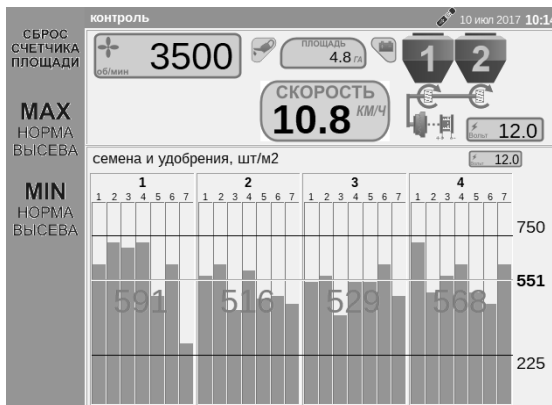 контроль
10 июл 2017 10:14
СБРОС
СЧЕТЧИКА
ПЛОЩАДИ
MAX
НОРМА
ВЫСЕВА
MIN
НОРМА
ВЫСЕВА
об/мин 3500
ПЛОЩАДЬ
4.8 ГА
СКОРОСТЬ
10.8 КМ/Ч
1 2
Вольт 12.0
семена и удобрения, шт/м2
12.0
1 2 3 4
1 2 3 4 5 6 7 1 2 3 4 5 6 7 1 2 3 4 5 6 7 1 2 3 4 5 6 7
750
551
591 516 529 568
225